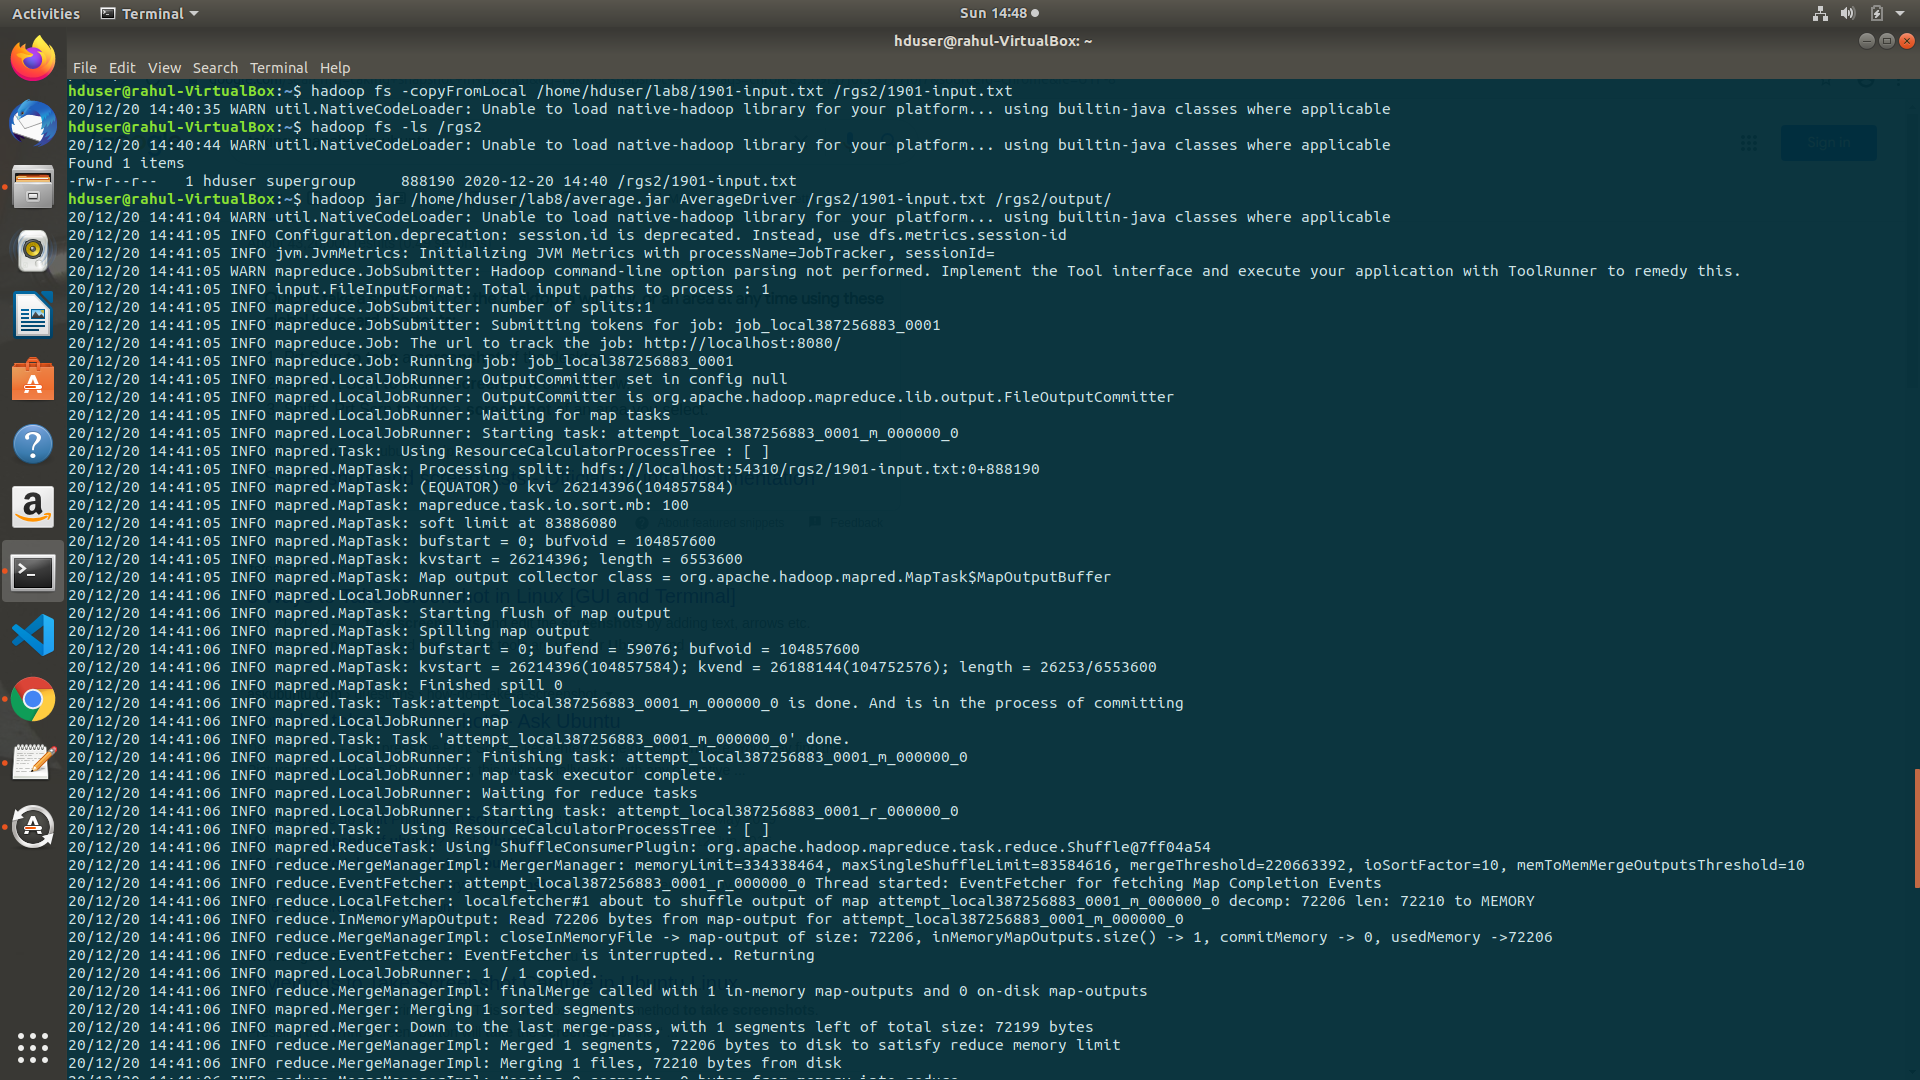 Activities Terminal Sun 14:48
hduser@rahul-VirtualBox: ~
File Edit View Search Terminal Help
hduser@rahul-VirtualBox:~$ hadoop fs -copyFromLocal /home/hduser/lab8/1901-input.txt /rgs2/1901-input.txt
20/12/20 14:40:35 WARN util.NativeCodeLoader: Unable to load native-hadoop library for your platform... using builtin-java classes where applicable
hduser@rahul-VirtualBox:~$ hadoop fs -ls /rgs2
20/12/20 14:40:44 WARN util.NativeCodeLoader: Unable to load native-hadoop library for your platform... using builtin-java classes where applicable
Found 1 items
-rw-r--r--   1 hduser supergroup     888190 2020-12-20 14:40 /rgs2/1901-input.txt
hduser@rahul-VirtualBox:~$ hadoop jar /home/hduser/lab8/average.jar AverageDriver /rgs2/1901-input.txt /rgs2/output/
20/12/20 14:41:04 WARN util.NativeCodeLoader: Unable to load native-hadoop library for your platform... using builtin-java classes where applicable
20/12/20 14:41:05 INFO Configuration.deprecation: session.id is deprecated. Instead, use dfs.metrics.session-id
20/12/20 14:41:05 INFO jvm.JvmMetrics: Initializing JVM Metrics with processName=JobTracker, sessionId=
20/12/20 14:41:05 WARN mapreduce.JobSubmitter: Hadoop command-line option parsing not performed. Implement the Tool interface and execute your application with ToolRunner to remedy this.
20/12/20 14:41:05 INFO input.FileInputFormat: Total input paths to process : 1
20/12/20 14:41:05 INFO mapreduce.JobSubmitter: number of splits:1
20/12/20 14:41:05 INFO mapreduce.JobSubmitter: Submitting tokens for job: job_local387256883_0001
20/12/20 14:41:05 INFO mapreduce.Job: The url to track the job: http://localhost:8080/
20/12/20 14:41:05 INFO mapreduce.Job: Running job: job_local387256883_0001
20/12/20 14:41:05 INFO mapred.LocalJobRunner: OutputCommitter set in config null
20/12/20 14:41:05 INFO mapred.LocalJobRunner: OutputCommitter is org.apache.hadoop.mapreduce.lib.output.FileOutputCommitter
20/12/20 14:41:05 INFO mapred.LocalJobRunner: Waiting for map tasks
20/12/20 14:41:05 INFO mapred.LocalJobRunner: Starting task: attempt_local387256883_0001_m_000000_0
20/12/20 14:41:05 INFO mapred.Task:  Using ResourceCalculatorProcessTree : [ ]
20/12/20 14:41:05 INFO mapred.MapTask: Processing split: hdfs://localhost:54310/rgs2/1901-input.txt:0+888190
20/12/20 14:41:05 INFO mapred.MapTask: (EQUATOR) 0 kvi 26214396(104857584)
20/12/20 14:41:05 INFO mapred.MapTask: mapreduce.task.io.sort.mb: 100
20/12/20 14:41:05 INFO mapred.MapTask: soft limit at 83886080
20/12/20 14:41:05 INFO mapred.MapTask: bufstart = 0; bufvoid = 104857600
20/12/20 14:41:05 INFO mapred.MapTask: kvstart = 26214396; length = 6553600
20/12/20 14:41:05 INFO mapred.MapTask: Map output collector class = org.apache.hadoop.mapred.MapTask$MapOutputBuffer
20/12/20 14:41:06 INFO mapred.LocalJobRunner:
20/12/20 14:41:06 INFO mapred.MapTask: Starting flush of map output
20/12/20 14:41:06 INFO mapred.MapTask: Spilling map output
20/12/20 14:41:06 INFO mapred.MapTask: bufstart = 0; bufend = 59076; bufvoid = 104857600
20/12/20 14:41:06 INFO mapred.MapTask: kvstart = 26214396(104857584); kvend = 26188144(104752576); length = 26253/6553600
20/12/20 14:41:06 INFO mapred.MapTask: Finished spill 0
20/12/20 14:41:06 INFO mapred.Task: Task:attempt_local387256883_0001_m_000000_0 is done. And is in the process of committing
20/12/20 14:41:06 INFO mapred.LocalJobRunner: map
20/12/20 14:41:06 INFO mapred.Task: Task 'attempt_local387256883_0001_m_000000_0' done.
20/12/20 14:41:06 INFO mapred.LocalJobRunner: Finishing task: attempt_local387256883_0001_m_000000_0
20/12/20 14:41:06 INFO mapred.LocalJobRunner: map task executor complete.
20/12/20 14:41:06 INFO mapred.LocalJobRunner: Waiting for reduce tasks
20/12/20 14:41:06 INFO mapred.LocalJobRunner: Starting task: attempt_local387256883_0001_r_000000_0
20/12/20 14:41:06 INFO mapred.Task:  Using ResourceCalculatorProcessTree : [ ]
20/12/20 14:41:06 INFO mapred.ReduceTask: Using ShuffleConsumerPlugin: org.apache.hadoop.mapreduce.task.reduce.Shuffle@7ff04a54
20/12/20 14:41:06 INFO reduce.MergeManagerImpl: MergerManager: memoryLimit=334338464, maxSingleShuffleLimit=83584616, mergeThreshold=220663392, ioSortFactor=10, memToMemMergeOutputsThreshold=10
20/12/20 14:41:06 INFO reduce.EventFetcher: attempt_local387256883_0001_r_000000_0 Thread started: EventFetcher for fetching Map Completion Events
20/12/20 14:41:06 INFO reduce.LocalFetcher: localfetcher#1 about to shuffle output of map attempt_local387256883_0001_m_000000_0 decomp: 72206 len: 72210 to MEMORY
20/12/20 14:41:06 INFO reduce.InMemoryMapOutput: Read 72206 bytes from map-output for attempt_local387256883_0001_m_000000_0
20/12/20 14:41:06 INFO reduce.MergeManagerImpl: closeInMemoryFile -> map-output of size: 72206, inMemoryMapOutputs.size() -> 1, commitMemory -> 0, usedMemory ->72206
20/12/20 14:41:06 INFO reduce.EventFetcher: EventFetcher is interrupted.. Returning
20/12/20 14:41:06 INFO mapred.LocalJobRunner: 1 / 1 copied.
20/12/20 14:41:06 INFO reduce.MergeManagerImpl: finalMerge called with 1 in-memory map-outputs and 0 on-disk map-outputs
20/12/20 14:41:06 INFO mapred.Merger: Merging 1 sorted segments
20/12/20 14:41:06 INFO mapred.Merger: Down to the last merge-pass, with 1 segments left of total size: 72199 bytes
20/12/20 14:41:06 INFO reduce.MergeManagerImpl: Merged 1 segments, 72206 bytes to disk to satisfy reduce memory limit
20/12/20 14:41:06 INFO reduce.MergeManagerImpl: Merging 1 files, 72210 bytes from disk